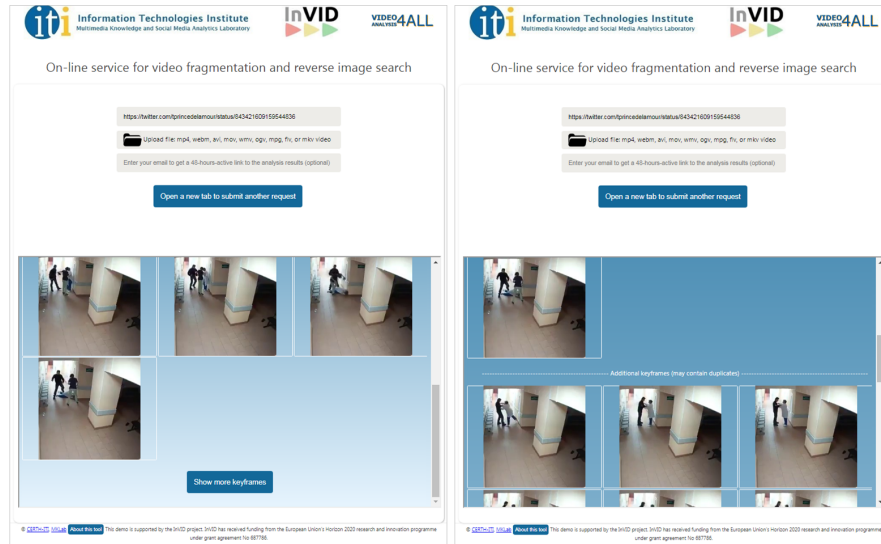 iti Information Technologies Institute
Multimedia Knowledge and Social Media Analytics Laboratory
InVID
VIDEO ANALYSIS 4ALL
On-line service for video fragmentation and reverse image search
https://twitter.com/tprincedelamour/status/843421609159544836
Upload file: mp4, webm, avi, mov, wmv, ogv, mpg, flv, or mkv video
Enter your email to get a 48-hours-active link to the analysis results (optional)
Open a new tab to submit another request
Show more keyframes
© CERTH-ITI, MKLab About this tool This demo is supported by the InVID project. InVID has received funding from the European Union's Horizon 2020 research and innovation programme
under grant agreement No 687786.
iti Information Technologies Institute
Multimedia Knowledge and Social Media Analytics Laboratory
InVID
VIDEO ANALYSIS 4ALL
On-line service for video fragmentation and reverse image search
https://twitter.com/tprincedelamour/status/843421609159544836
Upload file: mp4, webm, avi, mov, wmv, ogv, mpg, flv, or mkv video
Enter your email to get a 48-hours-active link to the analysis results (optional)
Open a new tab to submit another request
Additional keyframes (may contain duplicates)
© CERTH-ITI, MKLab About this tool This demo is supported by the InVID project. InVID has received funding from the European Union's Horizon 2020 research and innovation programme
under grant agreement No 687786.